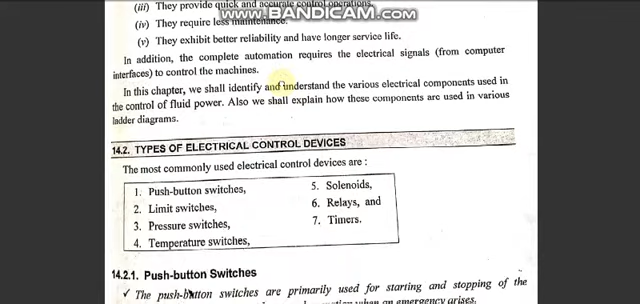 (iii) They provide quick and accurate control operations.
WWW.BANDICAM.COM
(iv) They require less maintenance.
(v) They exhibit better reliability and have longer service life.
In addition, the complete automation requires the electrical signals (from computer
interfaces) to control the machines.
In this chapter, we shall identify and understand the various electrical components used in
the control of fluid power. Also we shall explain how these components are used in various
ladder diagrams.
14.2. TYPES OF ELECTRICAL CONTROL DEVICES
The most commonly used electrical control devices are :
1. Push-button switches,
2. Limit switches,
3. Pressure switches,
4. Temperature switches,
5. Solenoids,
6. Relays, and
7. Timers.
14.2.1. Push-button Switches
✓ The push-button switches are primarily used for starting and stopping of the
when an emergency arises.